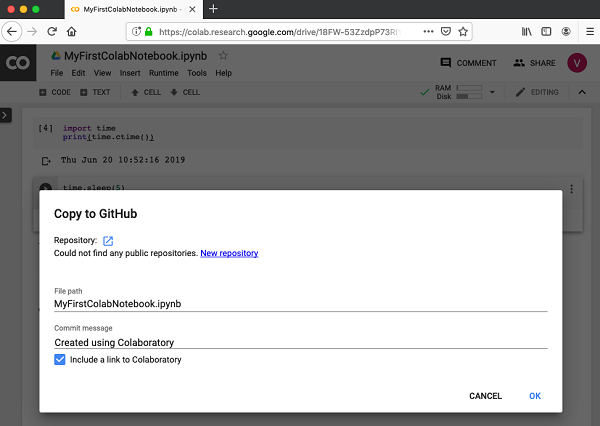 MyFirstColabNotebook.ipynb - C
https://colab.research.google.com/drive/18FW-53ZzdpP73R
MyFirstColabNotebook.ipynb
File Edit View Insert Runtime Tools Help
COMMENT SHARE V
CODE TEXT CELL CELL
RAM
Disk
EDITING
[4] import time
print(time.ctime())
Thu Jun 20 10:52:16 2019
time.sleep(5)
Copy to GitHub
Repository:
Could not find any public repositories. New repository
File path
MyFirstColabNotebook.ipynb
Commit message
Created using Colaboratory
Include a link to Colaboratory
CANCEL OK